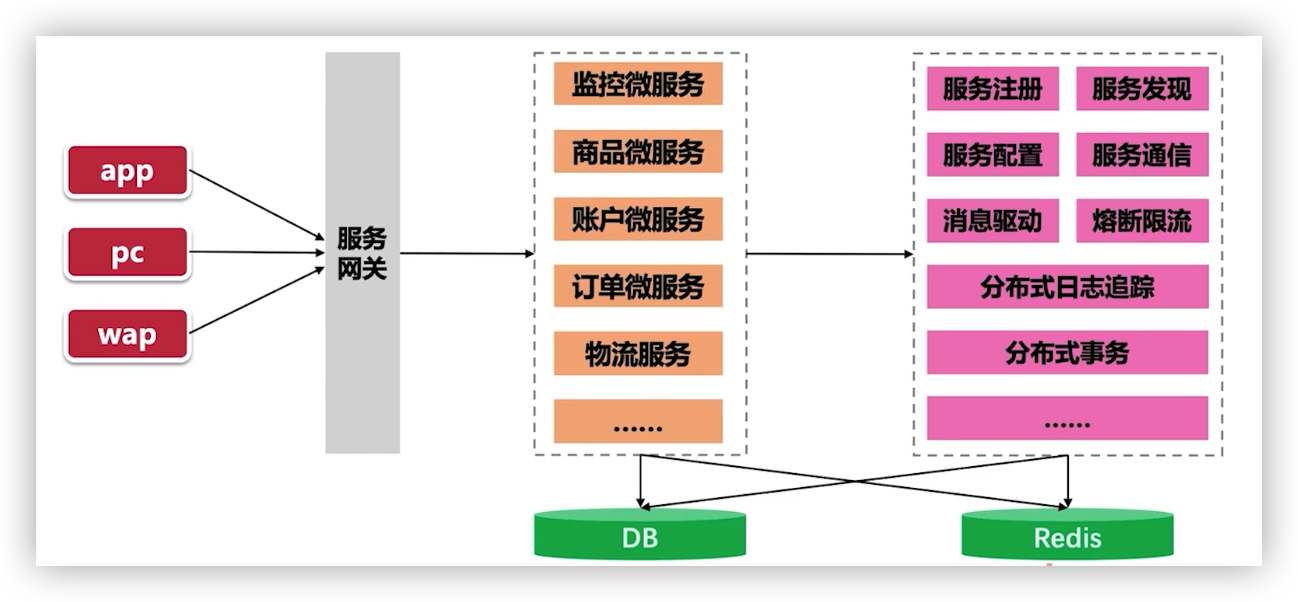 app
pc
wap
服务
网关
监控微服务
商品微服务
账户微服务
订单微服务
物流服务
......
服务注册
服务发现
服务配置
服务通信
消息驱动
熔断限流
分布式日志追踪
分布式事务
......
DB
Redis